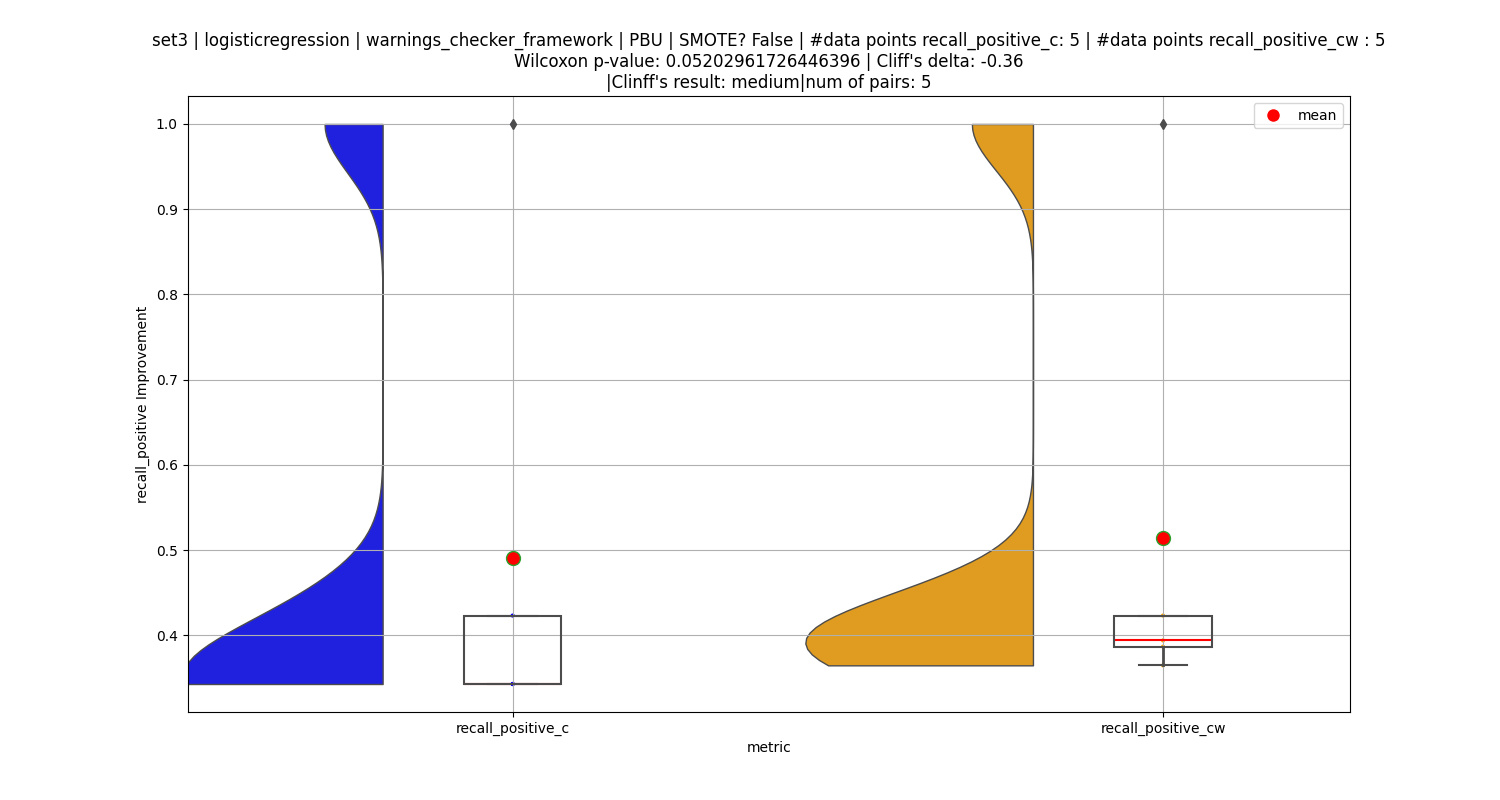 set3 | logisticregression | warnings_checker_framework | PBU | SMOTE? False | #data points recall_positive_c: 5 | #data points recall_positive_cw : 5
Wilcoxon p-value: 0.05202961726446396 | Cliff's delta: -0.36
|Clinff's result: medium|num of pairs: 5
mean
1.0
0.9
0.8
0.7
0.6
0.5
0.4
recall_positive Improvement
recall_positive_c
recall_positive_cw
metric